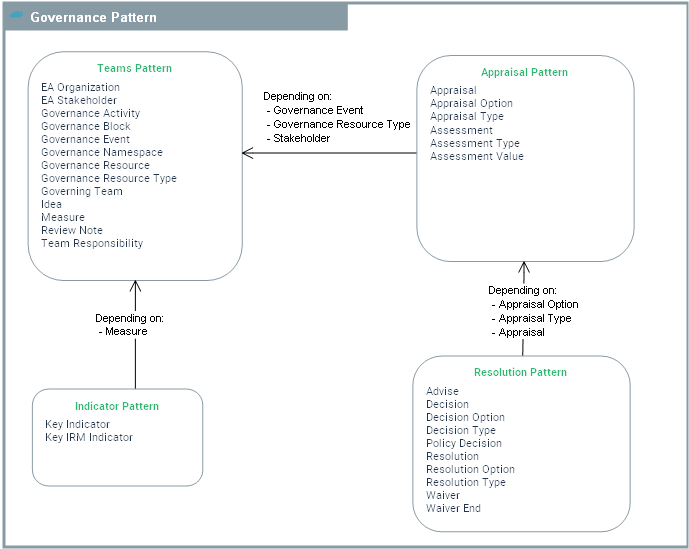 Governance Pattern
Teams Pattern
EA Organization
EA Stakeholder
Governance Activity
Governance Block
Governance Event
Governance Namespace
Governance Resource
Governance Resource Type
Governing Team
Idea
Measure
Review Note
Team Responsibility
Depending on:
- Governance Event
- Governance Resource Type
- Stakeholder
Appraisal Pattern
Appraisal
Appraisal Option
Appraisal Type
Assessment
Assessment Type
Assessment Value
Depending on:
- Measure
Depending on:
- Appraisal Option
- Appraisal Type
- Appraisal
Indicator Pattern
Key Indicator
Key IRM Indicator
Resolution Pattern
Advise
Decision
Decision Option
Decision Type
Policy Decision
Resolution
Resolution Option
Resolution Type
Waiver
Waiver End